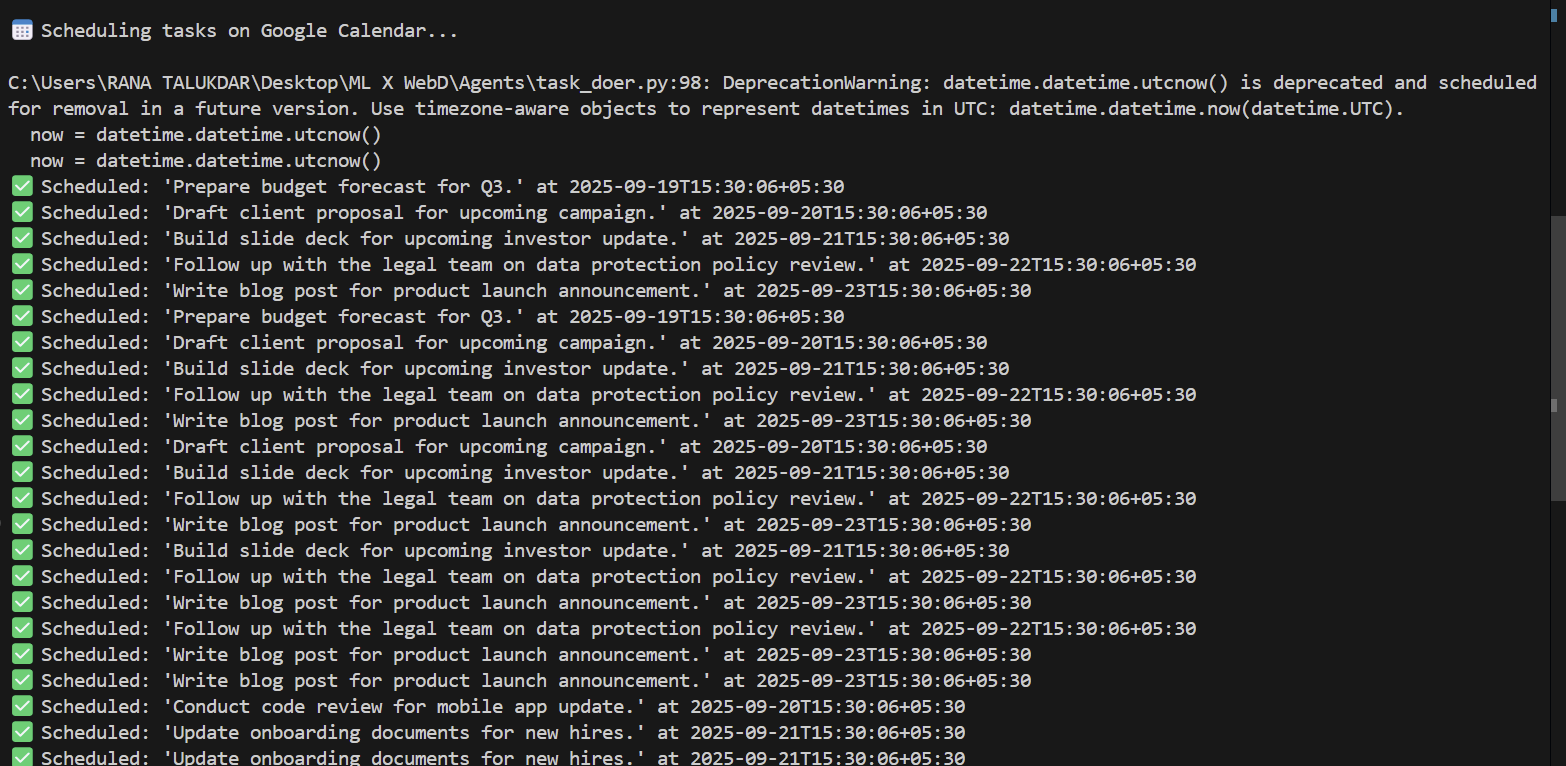 📅 Scheduling tasks on Google Calendar...
C:\Users\RANA TALUKDAR\Desktop\ML X WebD\Agents\task_doer.py:98: DeprecationWarning: datetime.datetime.utcnow() is deprecated and scheduled
for removal in a future version. Use timezone-aware objects to represent datetimes in UTC: datetime.datetime.now(datetime.UTC).
  now = datetime.datetime.utcnow()
  now = datetime.datetime.utcnow()
✅ Scheduled: 'Prepare budget forecast for Q3.' at 2025-09-19T15:30:06+05:30
✅ Scheduled: 'Draft client proposal for upcoming campaign.' at 2025-09-20T15:30:06+05:30
✅ Scheduled: 'Build slide deck for upcoming investor update.' at 2025-09-21T15:30:06+05:30
✅ Scheduled: 'Follow up with the legal team on data protection policy review.' at 2025-09-22T15:30:06+05:30
✅ Scheduled: 'Write blog post for product launch announcement.' at 2025-09-23T15:30:06+05:30
✅ Scheduled: 'Prepare budget forecast for Q3.' at 2025-09-19T15:30:06+05:30
✅ Scheduled: 'Draft client proposal for upcoming campaign.' at 2025-09-20T15:30:06+05:30
✅ Scheduled: 'Build slide deck for upcoming investor update.' at 2025-09-21T15:30:06+05:30
✅ Scheduled: 'Follow up with the legal team on data protection policy review.' at 2025-09-22T15:30:06+05:30
✅ Scheduled: 'Write blog post for product launch announcement.' at 2025-09-23T15:30:06+05:30
✅ Scheduled: 'Draft client proposal for upcoming campaign.' at 2025-09-20T15:30:06+05:30
✅ Scheduled: 'Build slide deck for upcoming investor update.' at 2025-09-21T15:30:06+05:30
✅ Scheduled: 'Follow up with the legal team on data protection policy review.' at 2025-09-22T15:30:06+05:30
✅ Scheduled: 'Write blog post for product launch announcement.' at 2025-09-23T15:30:06+05:30
✅ Scheduled: 'Build slide deck for upcoming investor update.' at 2025-09-21T15:30:06+05:30
✅ Scheduled: 'Follow up with the legal team on data protection policy review.' at 2025-09-22T15:30:06+05:30
✅ Scheduled: 'Write blog post for product launch announcement.' at 2025-09-23T15:30:06+05:30
✅ Scheduled: 'Follow up with the legal team on data protection policy review.' at 2025-09-22T15:30:06+05:30
✅ Scheduled: 'Write blog post for product launch announcement.' at 2025-09-23T15:30:06+05:30
✅ Scheduled: 'Write blog post for product launch announcement.' at 2025-09-23T15:30:06+05:30
✅ Scheduled: 'Conduct code review for mobile app update.' at 2025-09-20T15:30:06+05:30
✅ Scheduled: 'Update onboarding documents for new hires.' at 2025-09-21T15:30:06+05:30
✅ Scheduled: 'Update onboarding documents for new hires.' at 2025-09-21T15:30:06+05:30